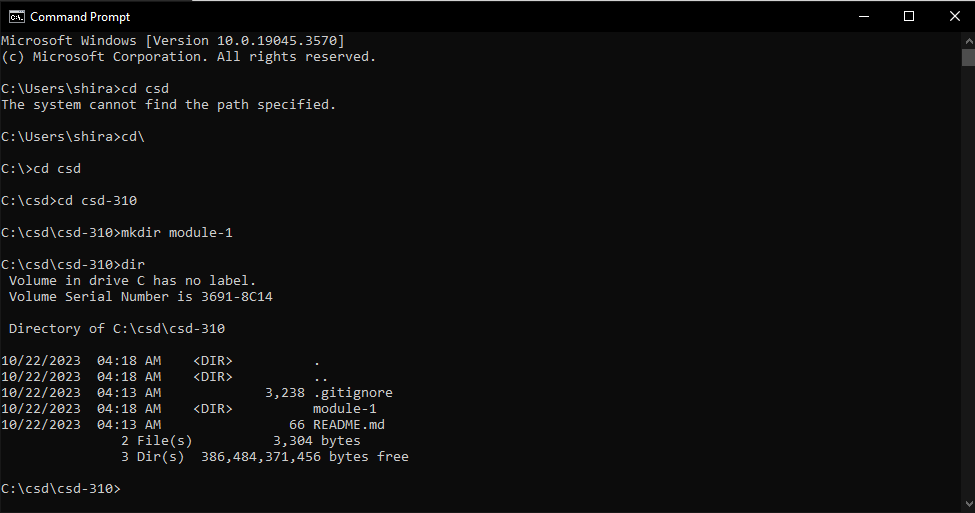 Command Prompt
Microsoft Windows [Version 10.0.19045.3570]
(c) Microsoft Corporation. All rights reserved.

C:\Users\shira>cd csd
The system cannot find the path specified.

C:\Users\shira>cd\

C:\>cd csd

C:\csd>cd csd-310

C:\csd\csd-310>mkdir module-1

C:\csd\csd-310>dir
 Volume in drive C has no label.
 Volume Serial Number is 3691-8C14

 Directory of C:\csd\csd-310

10/22/2023  04:18 AM    <DIR>          .
10/22/2023  04:18 AM    <DIR>          ..
10/22/2023  04:13 AM             3,238 .gitignore
10/22/2023  04:18 AM    <DIR>          module-1
10/22/2023  04:13 AM                66 README.md
               2 File(s)          3,304 bytes
               3 Dir(s)  386,484,371,456 bytes free

C:\csd\csd-310>